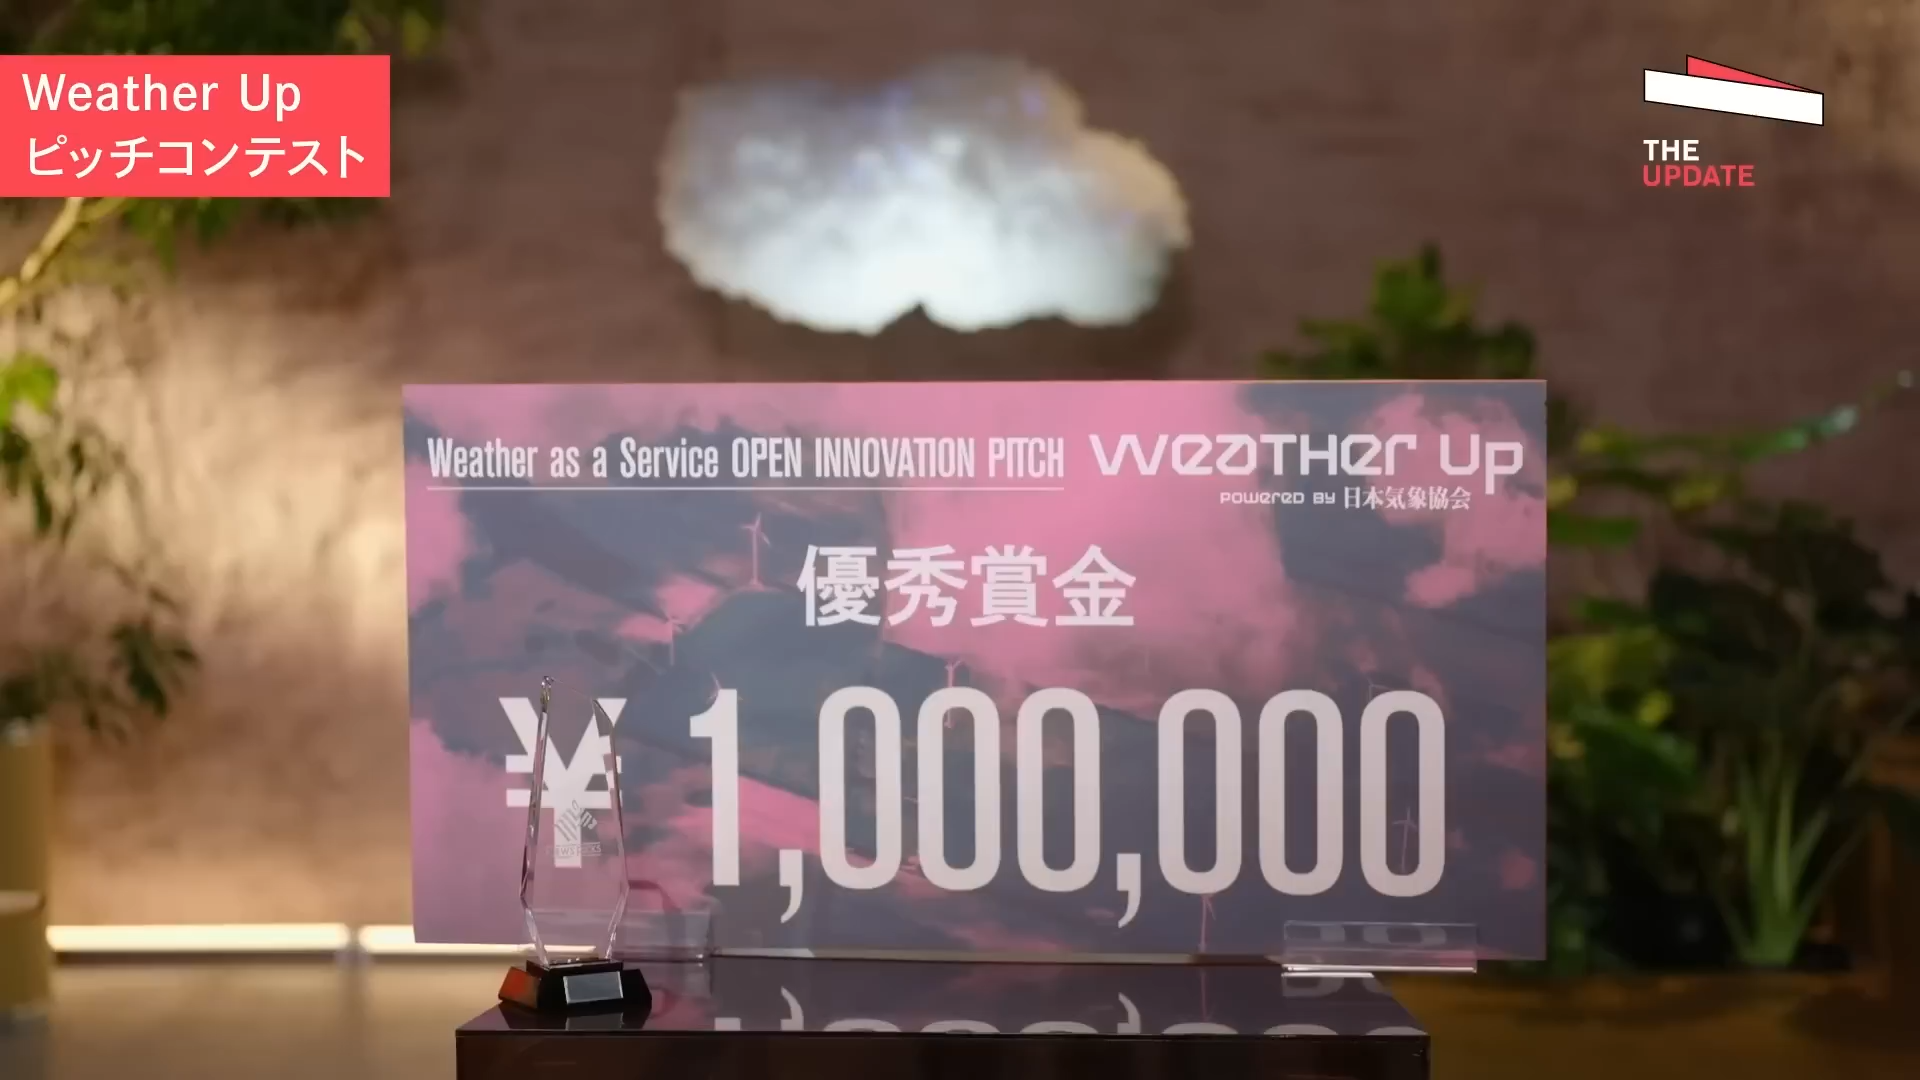 Weather Up
ピッチコンテスト
THE
UPDATE
Weather as a Service OPEN INNOVATION PITCH
Weather Up
POWERED BY 日本気象協会
優秀賞金
¥1,000,000
NEWSPICKS